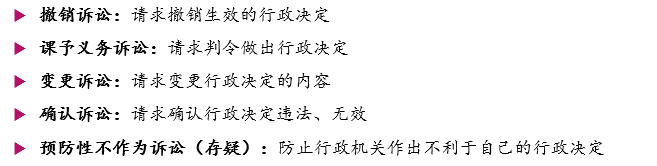 撤销诉讼：请求撤销生效的行政决定
课予义务诉讼：请求判令做出行政决定
变更诉讼：请求变更行政决定的内容
确认诉讼：请求确认行政决定违法、无效
预防性不作为诉讼（存疑）：防止行政机关作出不利于自己的行政决定